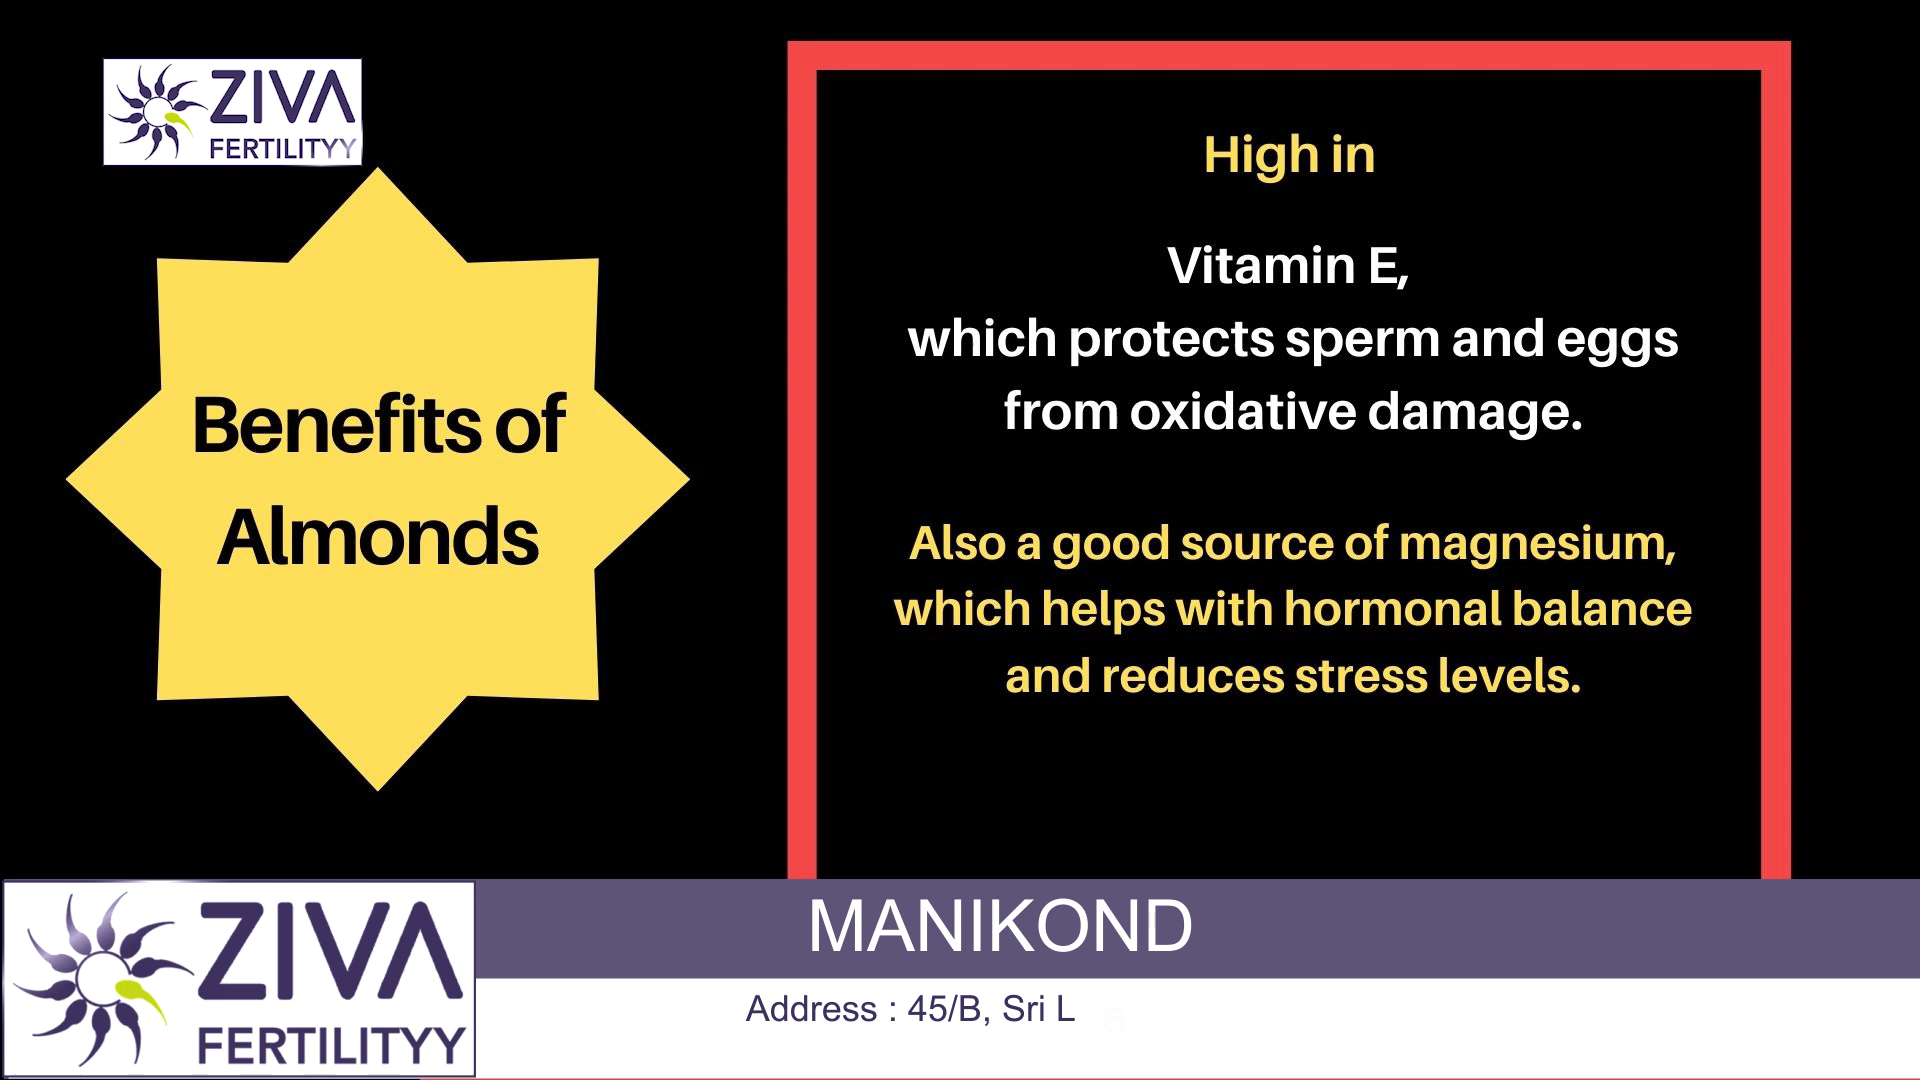 ZIVA
FERTILITYY
Benefits of
Almonds
High in
Vitamin E,
which protects sperm and eggs
from oxidative damage.
Also a good source of magnesium,
which helps with hormonal balance
and reduces stress levels.
ZIVA
FERTILITYY
MANIKOND
Address : 45/B, Sri L